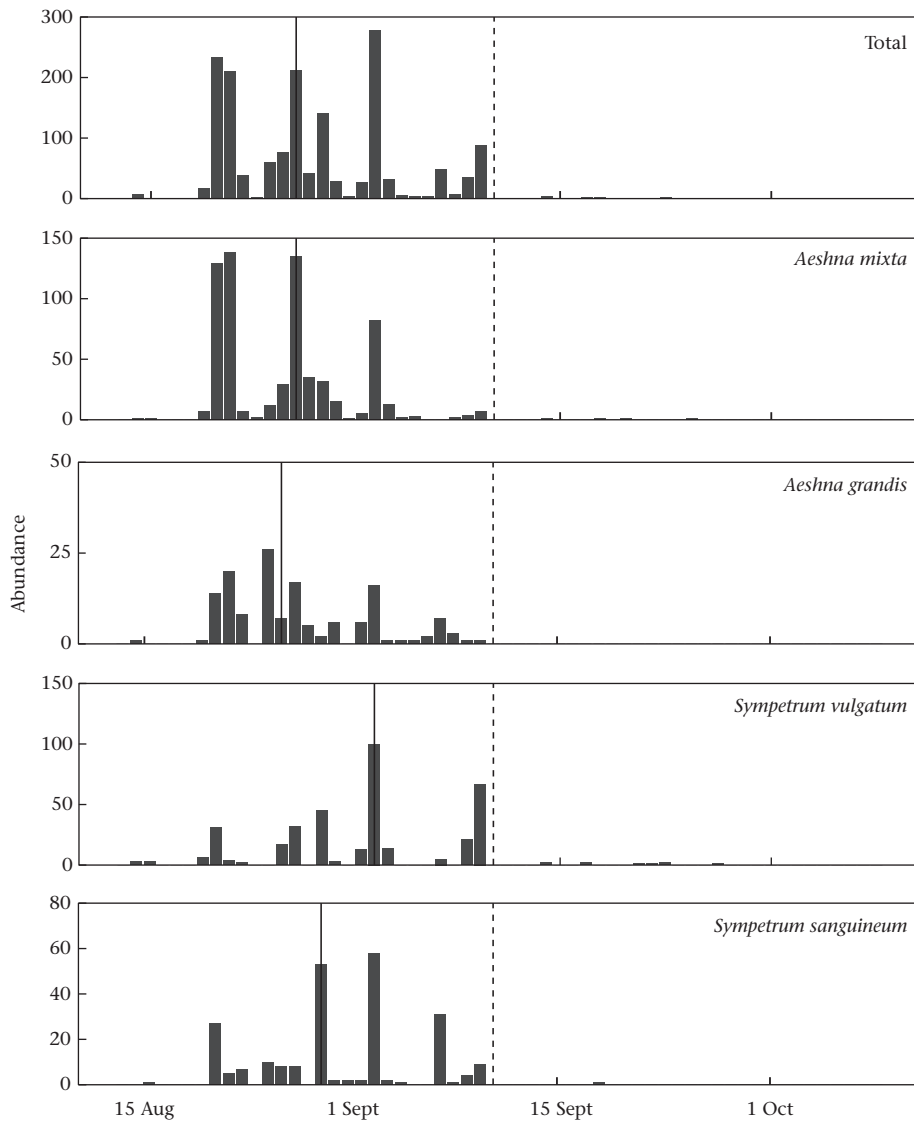 300
Total
200
100
0
150
Aeshna mixta
100
50
0
50
Aeshna grandis
25
0
Abundance
150
Sympetrum vulgatum
100
50
0
80
Sympetrum sanguineum
60
40
20
0
15 Aug 1 Sept 15 Sept 1 Oct